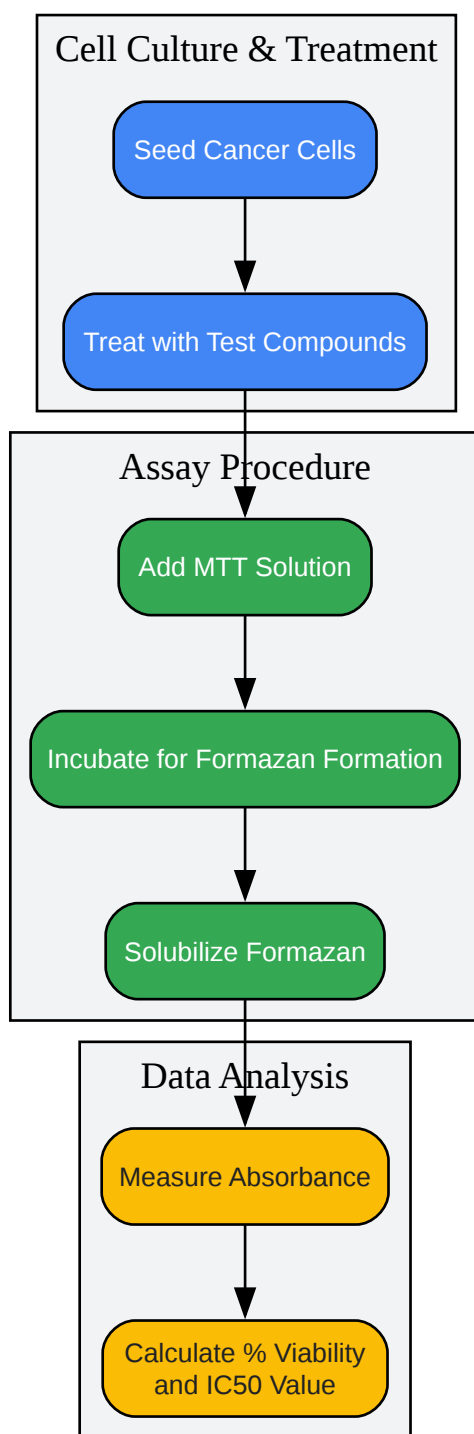 Cell Culture & Treatment
Seed Cancer Cells
Treat with Test Compounds
Assay Procedure
Add MTT Solution
Incubate for Formazan Formation
Solubilize Formazan
Data Analysis
Measure Absorbance
Calculate % Viability
and IC50 Value